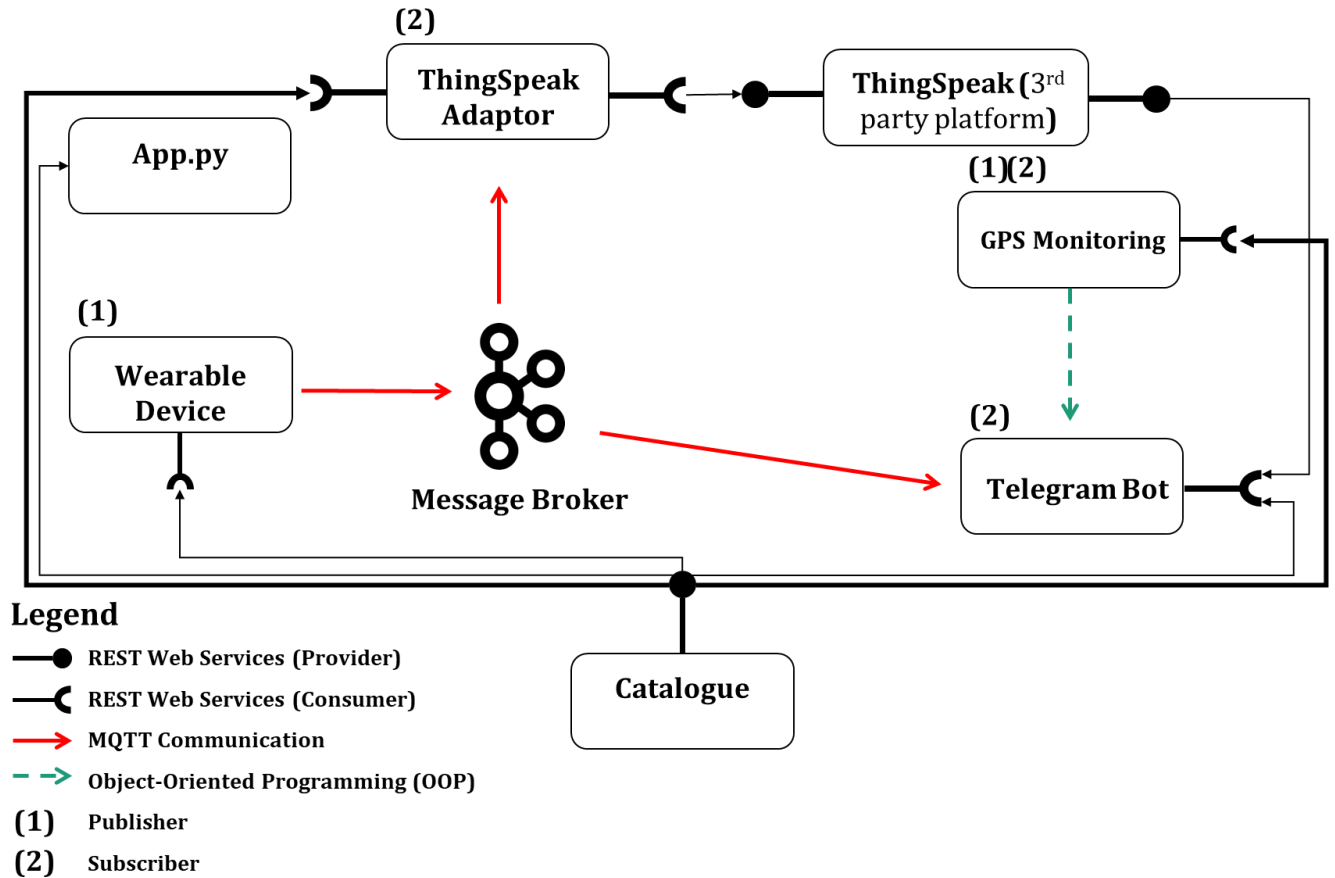 (2)
ThingSpeak
Adaptor
ThingSpeak (3rd
party platform)
App.py
(1)(2)
GPS Monitoring
(1)
Wearable
Device
Message Broker
(2)
Telegram Bot
Catalogue
Legend
REST Web Services (Provider)
REST Web Services (Consumer)
MQTT Communication
Object-Oriented Programming (OOP)
(1) Publisher
(2) Subscriber